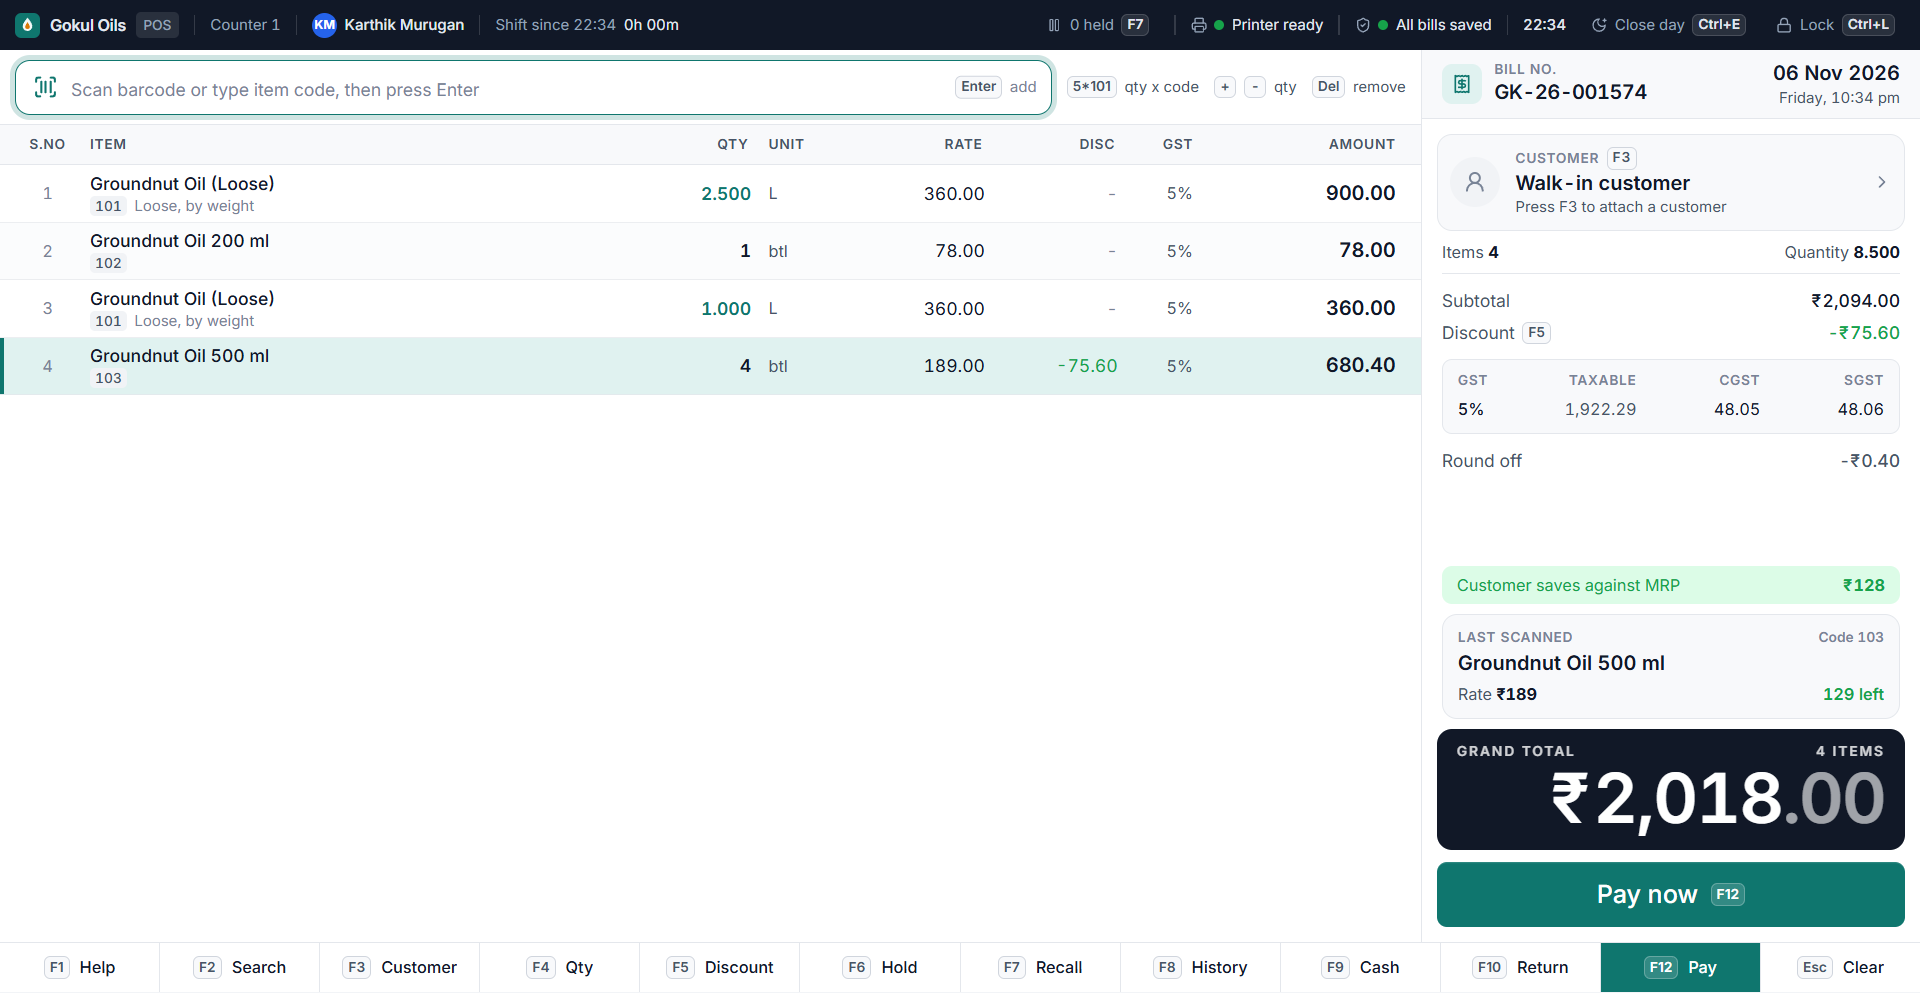 Gokul Oils POS Counter 1 KM Karthik Murugan Shift since 22:34 0h 00m 0 held F7 Printer ready All bills saved 22:34 Close day Ctrl+E Lock Ctrl+L
Scan barcode or type item code, then press Enter Enter add 5*101 qty x code + - qty Del remove
S.NO ITEM QTY UNIT RATE DISC GST AMOUNT
1 Groundnut Oil (Loose) 2.500 L 360.00 - 5% 900.00
101 Loose, by weight
2 Groundnut Oil 200 ml 1 btl 78.00 - 5% 78.00
102
3 Groundnut Oil (Loose) 1.000 L 360.00 - 5% 360.00
101 Loose, by weight
4 Groundnut Oil 500 ml 4 btl 189.00 -75.60 5% 680.40
103
BILL NO.
GK-26-001574
06 Nov 2026
Friday, 10:34 pm
CUSTOMER F3
Walk-in customer
Press F3 to attach a customer
Items 4 Quantity 8.500
Subtotal ₹2,094.00
Discount F5 -₹75.60
GST TAXABLE CGST SGST
5% 1,922.29 48.05 48.06
Round off -₹0.40
Customer saves against MRP ₹128
LAST SCANNED Code 103
Groundnut Oil 500 ml
Rate ₹189 129 left
GRAND TOTAL 4 ITEMS
₹2,018.00
Pay now F12
F1 Help F2 Search F3 Customer F4 Qty F5 Discount F6 Hold F7 Recall F8 History F9 Cash F10 Return F12 Pay Esc Clear